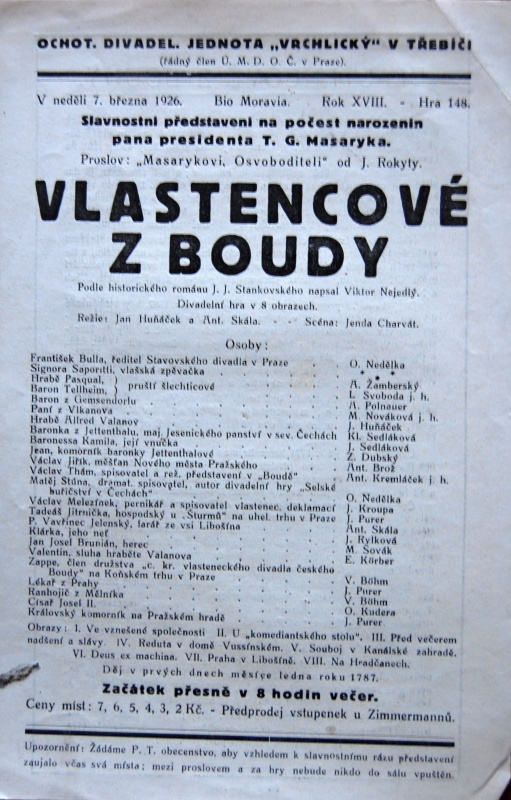 OCHOT. DIVADEL. JEDNOTA „VRCHLICKÝ“ V TŘEBÍČI
(řádný člen Ú. M. D. O. Č. v Praze).
V neděli 7. března 1926. Bio Moravia. Rok XVIII. - Hra 148.
Slavnostní představení na počest narozenin
pana presidenta T. G. Masaryka.
Proslov: „Masarykovi, Osvoboditeli“ od J. Rokyty.
VLASTENCOVÉ
Z BOUDY
Podle historického románu J. J. Stankovského napsal Viktor Nejedlý.
Divadelní hra v 8 obrazech.
Režie: Jan Huňáček a Ant. Skála. - - Scéna: Jenda Charvát.
Osoby:
František Bulla, ředitel Stavovského divadla v Praze . . O. Nedělka
Signora Saportti, vlašská zpěvačka . . * * *
Hrabě Pasqual, } pruští šlechticové . . A. Žamberský
Baron Tellheim, } . . L. Svoboda j. h.
Baron z Gemsendorfu . . A. Polnauer
Paní z Vlkanova . . M. Nováková j. h.
Hrabě Alfred Valanov . . J. Huňáček
Baronka z Jettenthalu, maj. Jesenického panství v sev. Čechách Kl. Sedláková
Baronessa Kamila, její vnučka . . J. Sedláková
Jean, komorník baronky Jettenthalové . . Z. Dubský
Václav Jiřík, měšťan Nového města Pražského . . Ant. Brož
Václav Thám, spisovatel a rež. představení v „Boudě“ . Ant. Kremláček j. h.
Matěj Stúna, dramat. spisovatel, autor divadelní hry „Selské
buřičství v Čechách“ . . O. Nedělka
Václav Melezínek, perníkář a spisovatel vlastenec. deklamací J. Kroupa
Tadeáš Jitrnička, hospodský u „Šturmů“ na uhel. trhu v Praze J. Purer
P. Vavřinec Jelenský, farář ze vsi Libošína . . Ant. Skála
Klárka, jeho neť . . J. Rylková
Jan Josef Brunián, herec . . M. Sovák
Valentin, sluha hraběte Valanova . . E. Körber
Zappe, člen družstva „c. kr. vlasteneckého divadla českého
Boudy“ na Koňském trhu v Praze . . V. Böhm
Lékař z Prahy . . J. Purer
Ranhojič z Mělníka . . V. Böhm
Císař Josef II. . . O. Kudera
Královský komorník na Pražském hradě . . J. Purer
Obrazy: I. Ve vznešené společnosti II. U „komediantského stolu“. III. Před večerem
nadšení a slávy. IV. Reduta v domě Vussínském. V. Souboj v Kanálské zahradě.
VI. Deus ex machina. VII. Praha v Libošíně. VIII. Na Hradčanech.
Děj v prvých dnech měsíce ledna roku 1787.
Začátek přesně v 8 hodin večer.
Ceny míst: 7, 6, 5, 4, 3, 2 Kč. - Předprodej vstupenek u Zimmermannů.
Upozornění: Žádáme P. T. obecenstvo, aby vzhledem k slavnostnímu rázu představení
zaujalo včas svá místa; mezi proslovem a za hry nebude nikdo do sálu vpuštěn.